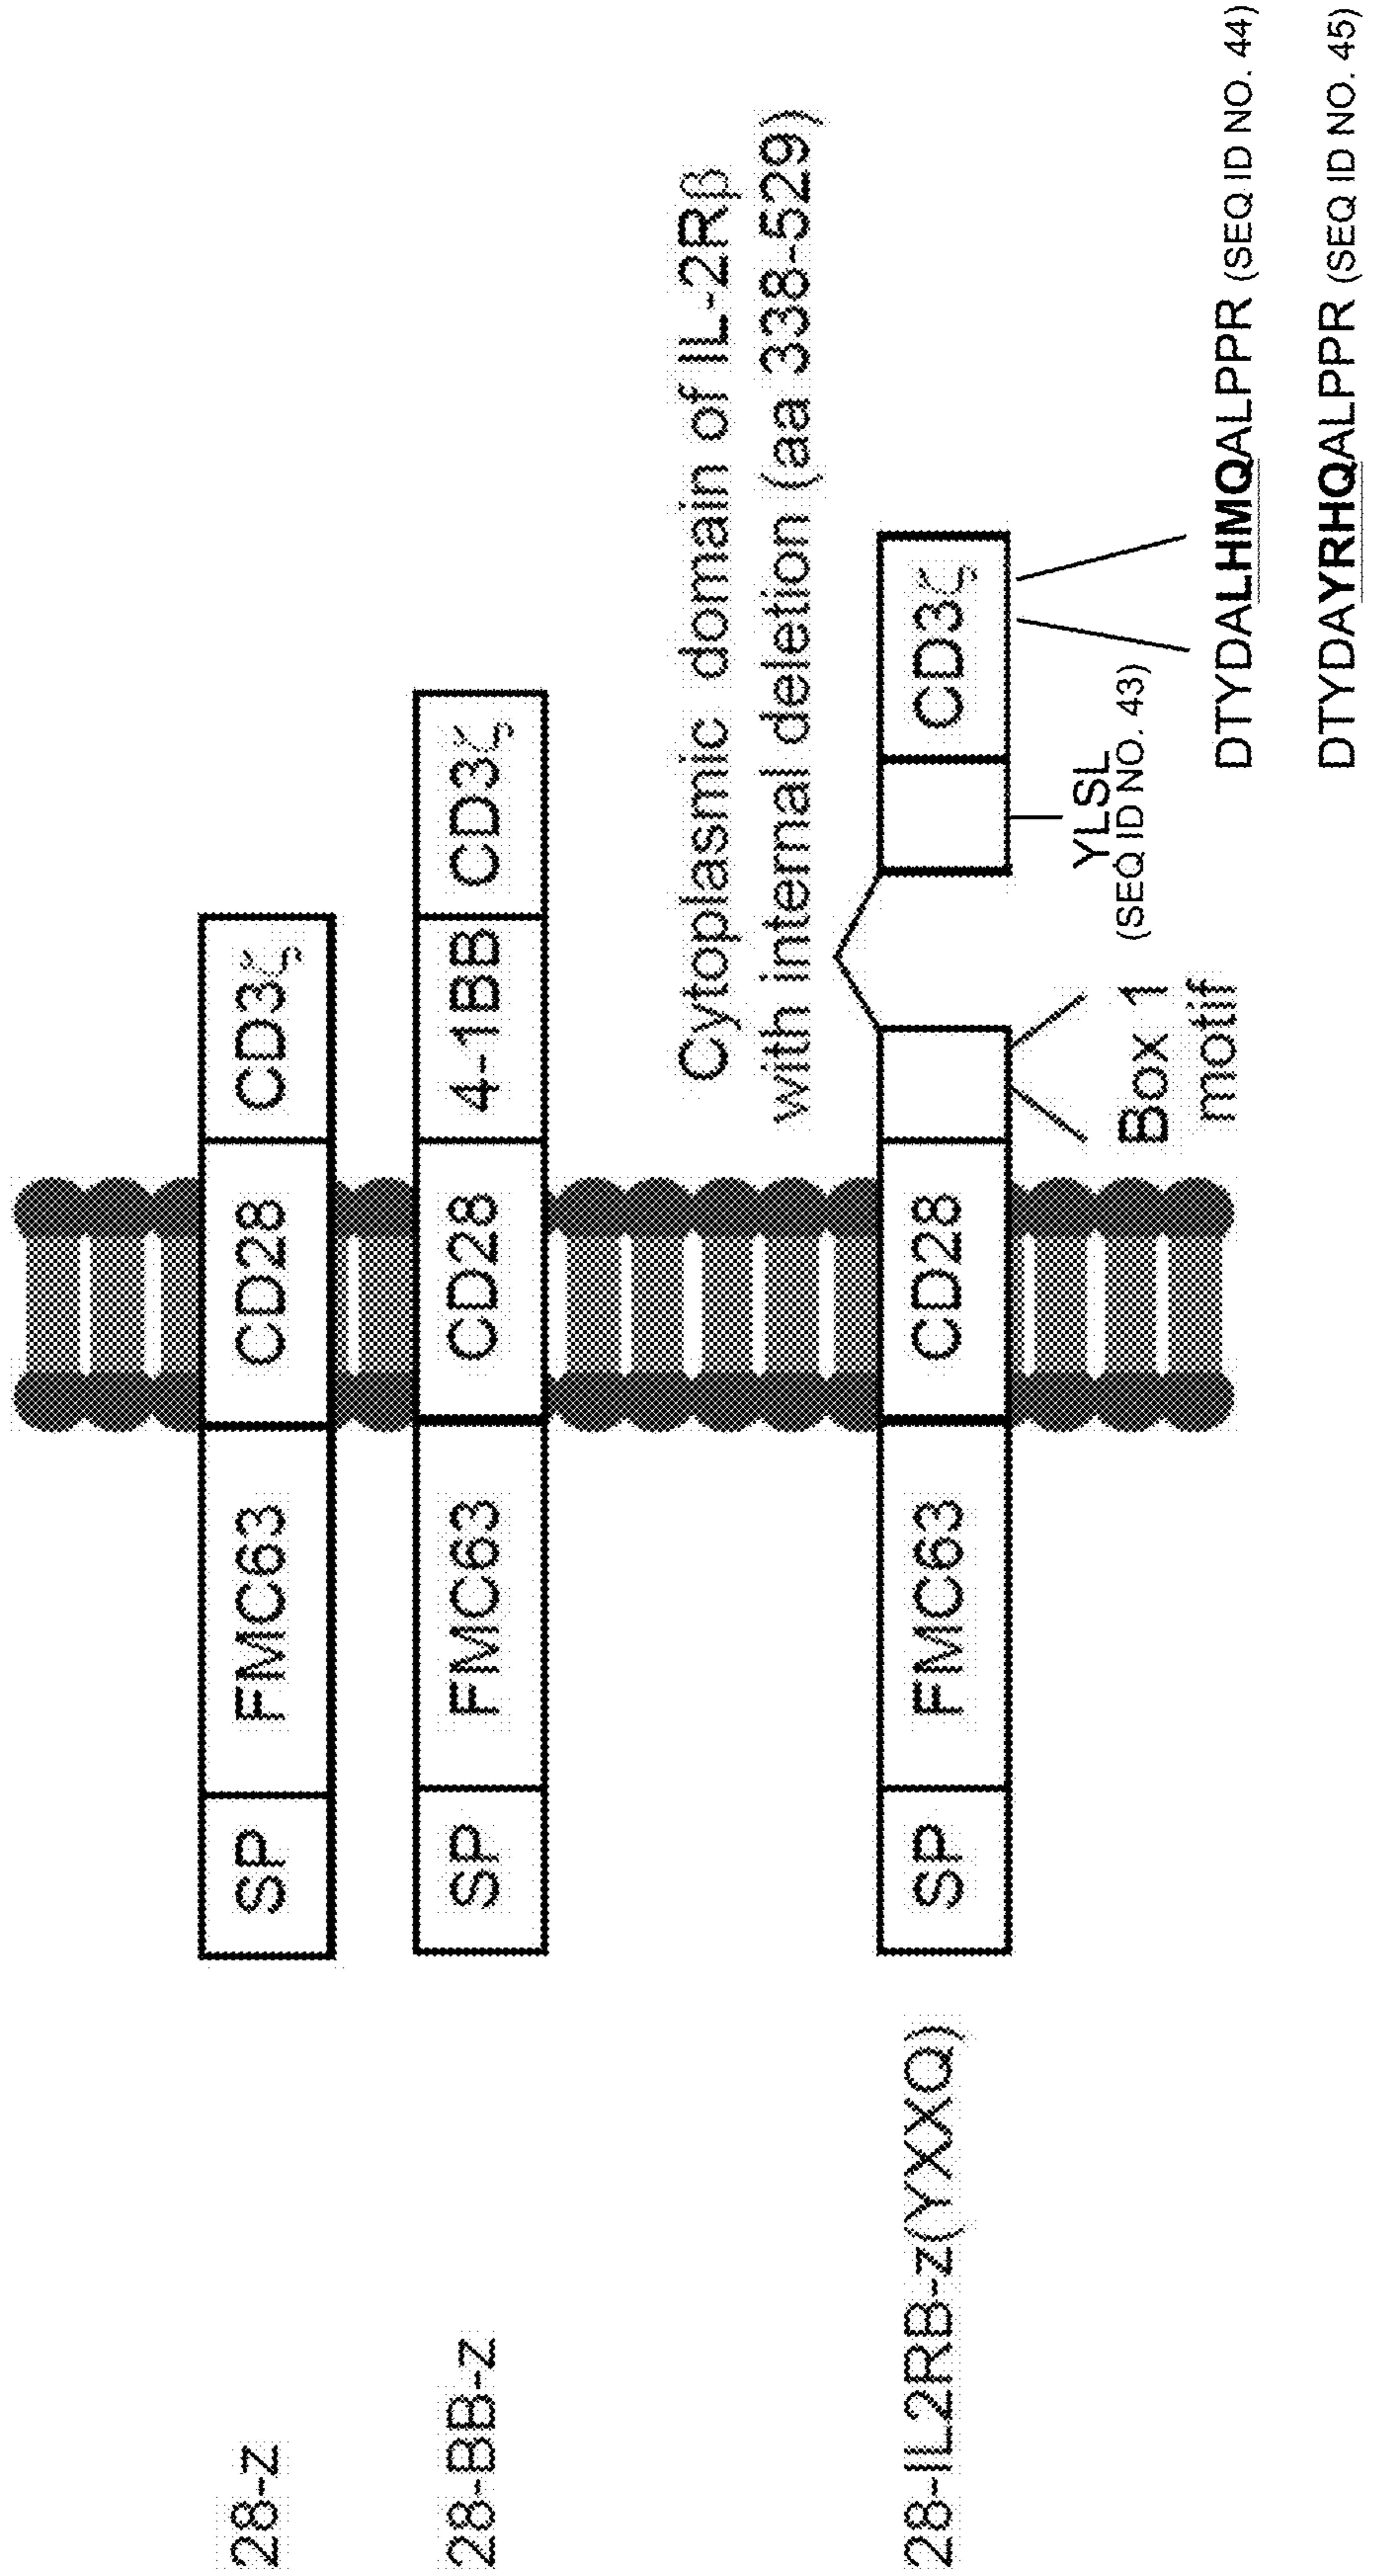 28-z
SP
FMC63
CD28
CD3ζ
28-BB-z
SP
FMC63
CD28
4-1BB
CD3ζ
Cytoplasmic domain of IL-2Rβ
with internal deletion (aa 338-529)
28-IL2RB-z(YXXQ)
SP
FMC63
CD28
CD3ζ
Box 1
motif
YLSL
(SEQ ID NO. 43)
DTYDALHMQALPPR (SEQ ID NO. 44)
DTYDAYRHQALPPR (SEQ ID NO. 45)